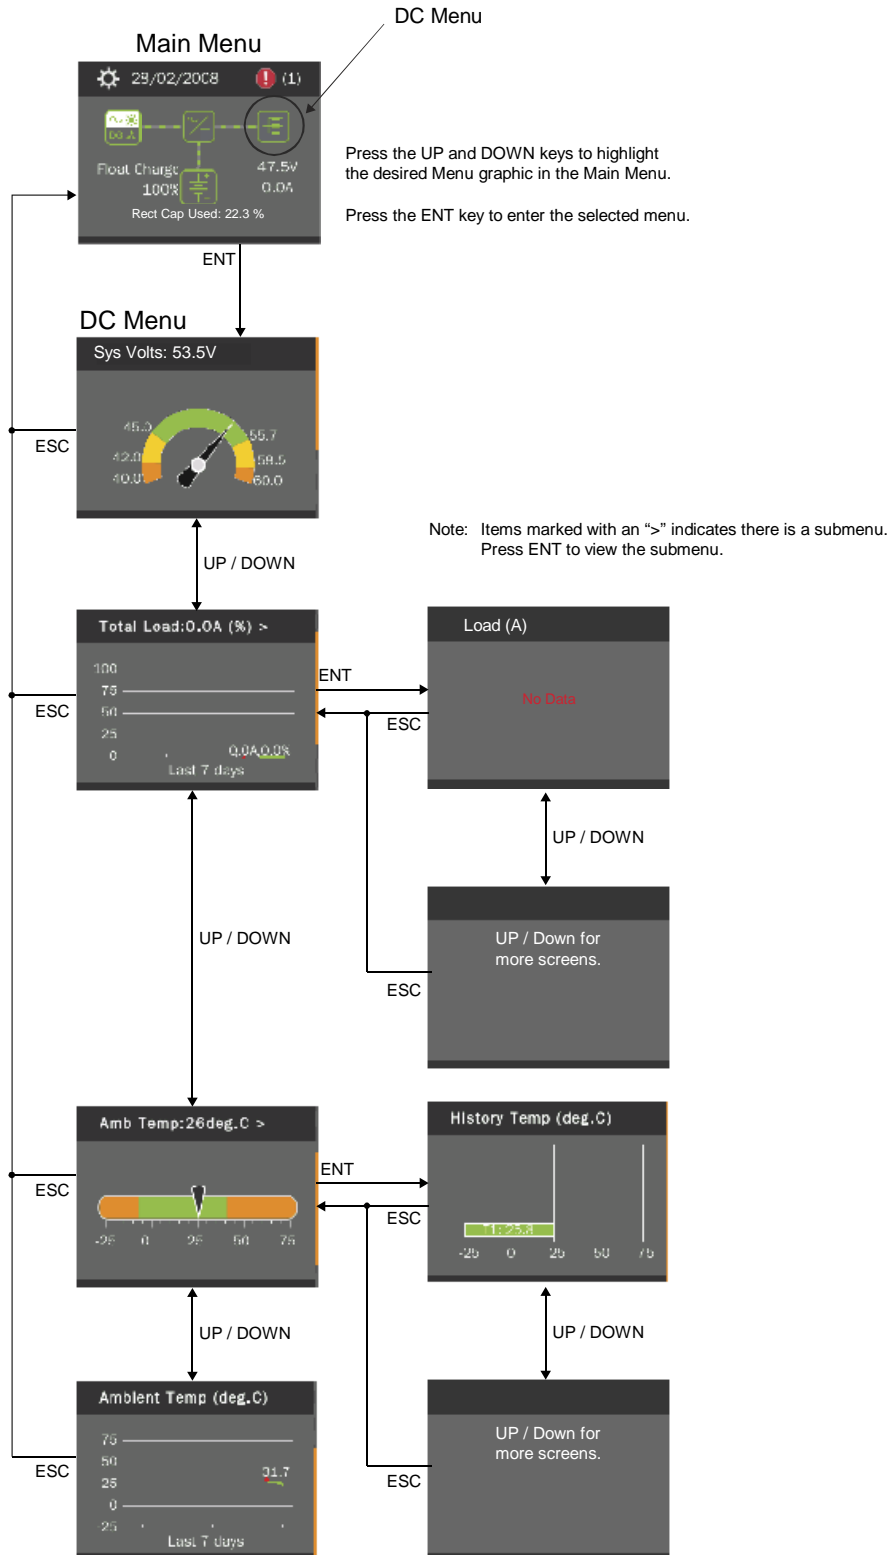 DC Menu
Main Menu
28/02/2008 (1)
Float Charge 47.5V
100% 0.0A
Rect Cap Used: 22.3 %
Press the UP and DOWN keys to highlight
the desired Menu graphic in the Main Menu.
Press the ENT key to enter the selected menu.
ENT
DC Menu
Sys Volts: 53.5V
45.0 55.7
42.0 58.5
40.0 60.0
ESC
UP / DOWN
Note: Items marked with an “>” indicates there is a submenu.
Press ENT to view the submenu.
Total Load:0.0A (%) >
100
75
50
25
0 0.0A,0.0%
Last 7 days
ESC
ENT
ESC
Load (A)
No Data
UP / DOWN
UP / Down for
more screens.
ESC
UP / DOWN
Amb Temp:26deg.C >
-25 0 25 50 75
ESC
ENT
ESC
History Temp (deg.C)
T1: 25.8
-25 0 25 50 75
UP / DOWN
UP / DOWN
Ambient Temp (deg.C)
75
50
31.7
25
0
-25
Last 7 days
ESC
UP / Down for
more screens.
ESC